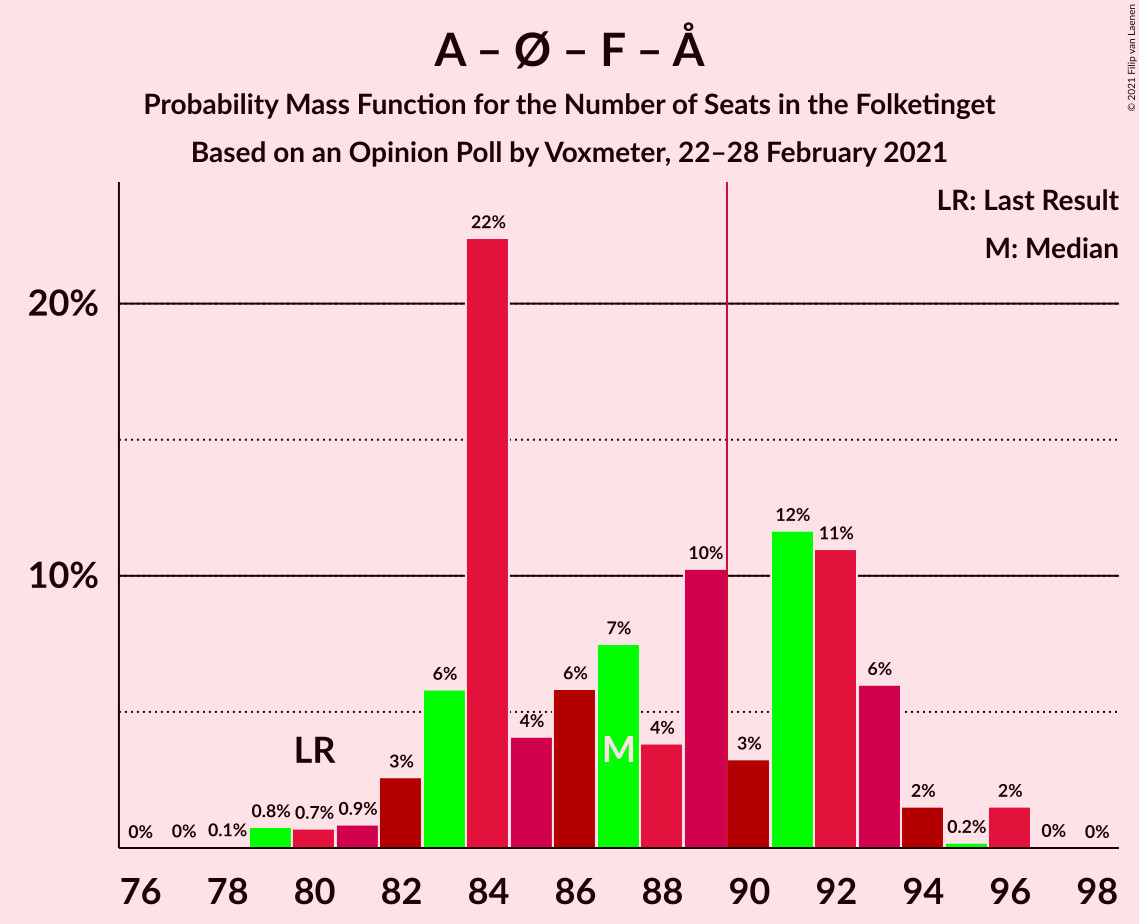 A – Ø – F – Å
Probability Mass Function for the Number of Seats in the Folketinget
Based on an Opinion Poll by Voxmeter, 22–28 February 2021
© 2021 Filip van Laenen
LR: Last Result
M: Median
20%
10%
0%
0%
0.1%
0.8%
0.7%
0.9%
3%
6%
22%
4%
6%
7%
4%
10%
3%
12%
11%
6%
2%
0.2%
2%
0%
0%
LR
M
76 78 80 82 84 86 88 90 92 94 96 98